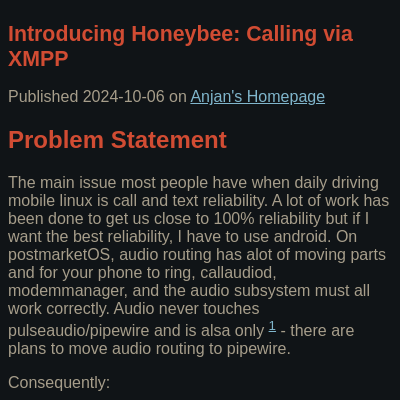 Introducing Honeybee: Calling via
XMPP
Published 2024-10-06 on Anjan's Homepage
Problem Statement
The main issue most people have when daily driving
mobile linux is call and text reliability. A lot of work has
been done to get us close to 100% reliability but if I
want the best reliability, I have to use android. On
postmarketOS, audio routing has alot of moving parts
and for your phone to ring, callaudiod,
modemmanager, and the audio subsystem must all
work correctly. Audio never touches
pulseaudio/pipewire and is alsa only 1 - there are
plans to move audio routing to pipewire.
Consequently: